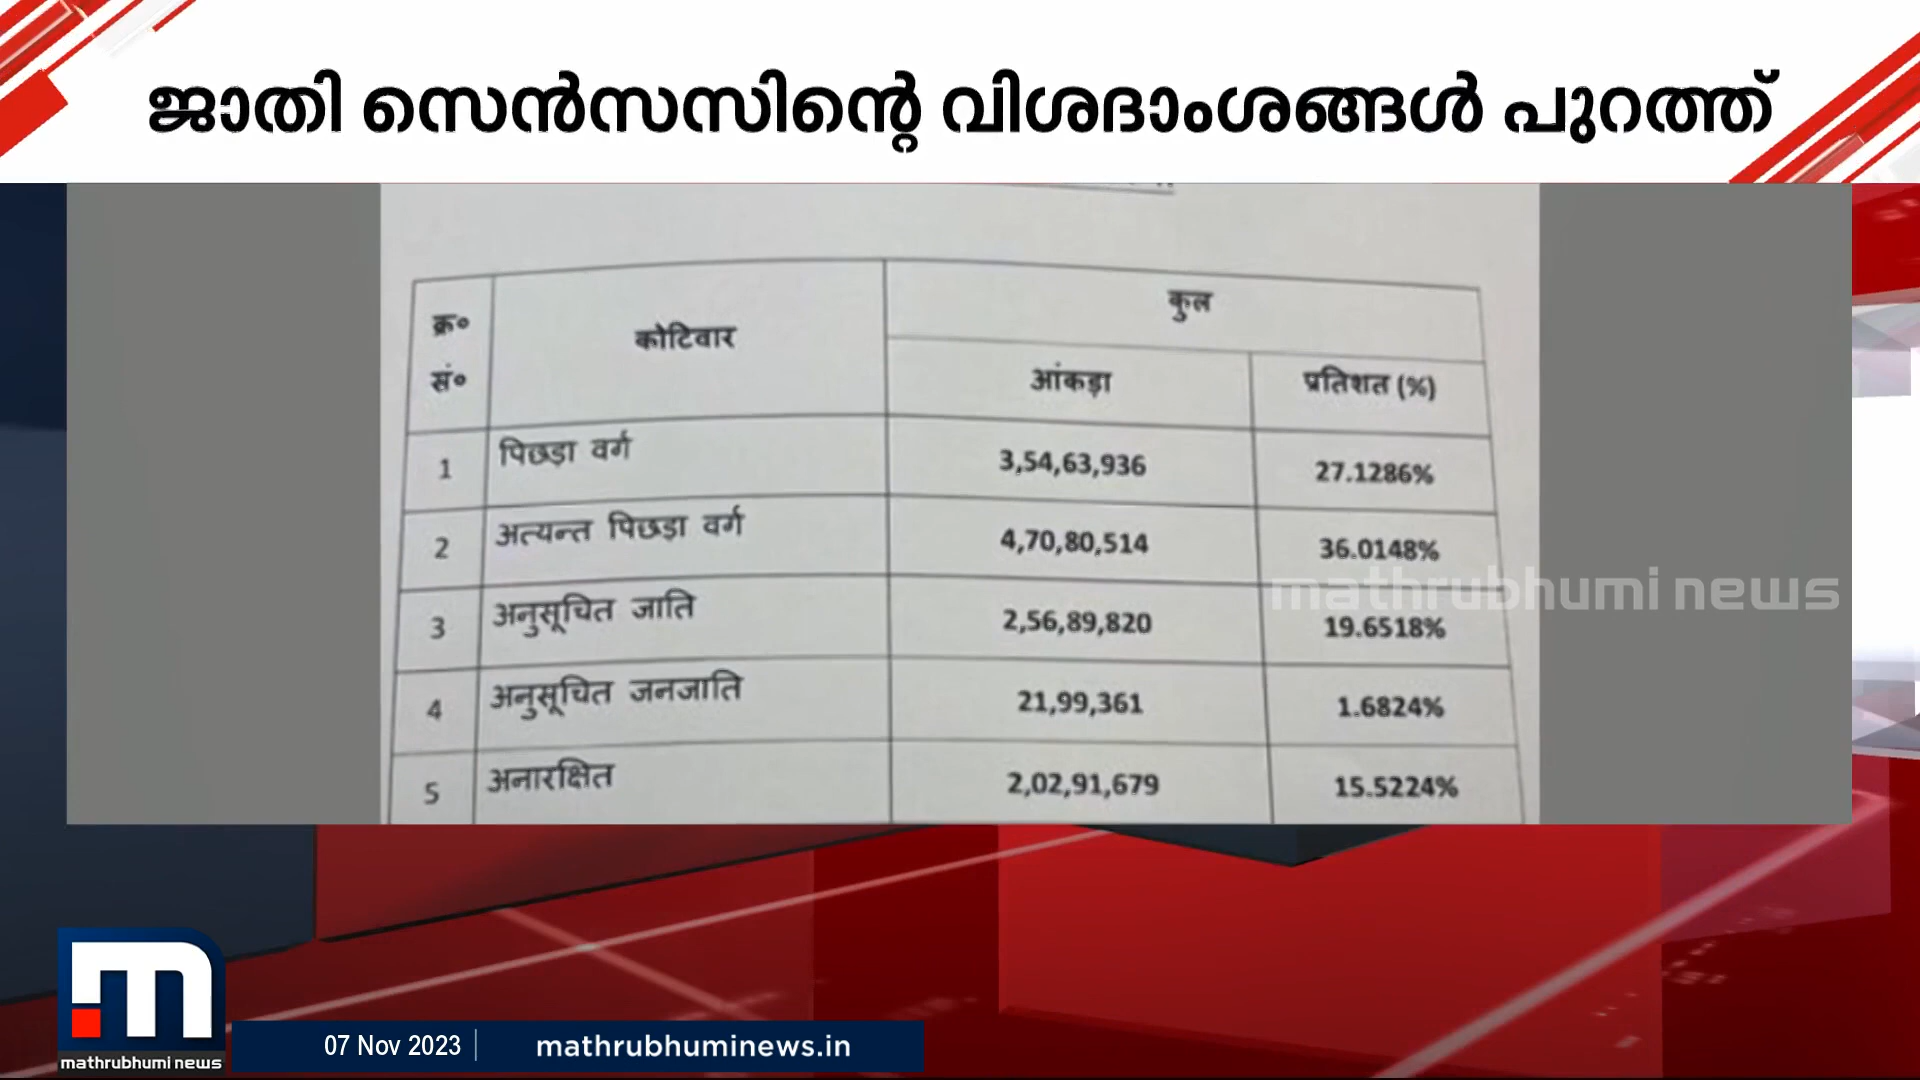 ജാതി സെൻസസിന്റെ വിശദാംശങ്ങൾ പുറത്ത്
क्र० सं० कोटिवार कुल
आंकड़ा प्रतिशत (%)
1 पिछड़ा वर्ग 3,54,63,936 27.1286%
2 अत्यन्त पिछड़ा वर्ग 4,70,80,514 36.0148%
mathrubhumi news
3 अनुसूचित जाति 2,56,89,820 19.6518%
4 अनुसूचित जनजाति 21,99,361 1.6824%
5 अनारक्षित 2,02,91,679 15.5224%
mathrubhumi news
07 Nov 2023
mathrubhuminews.in